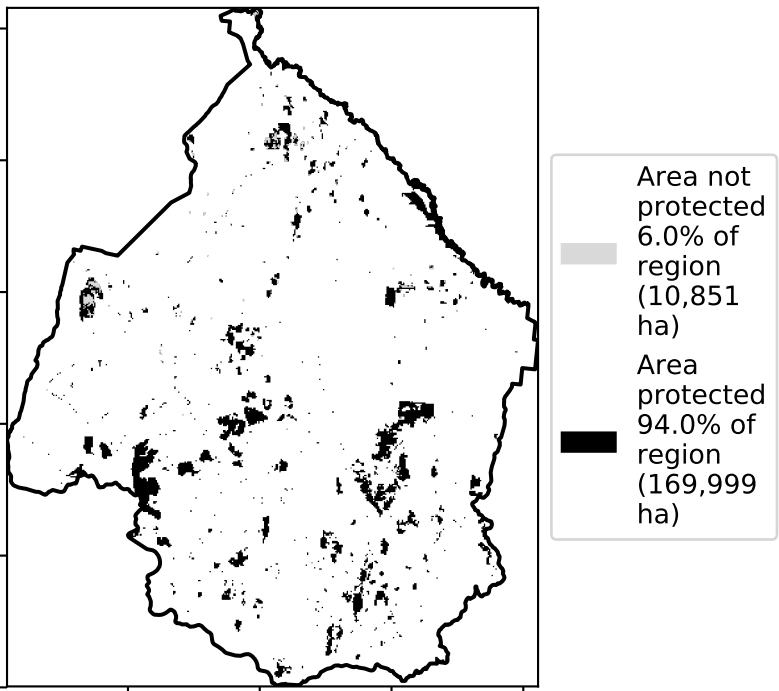 Area not
protected
6.0% of
region
(10,851
ha)
Area
protected
94.0% of
region
(169,999
ha)